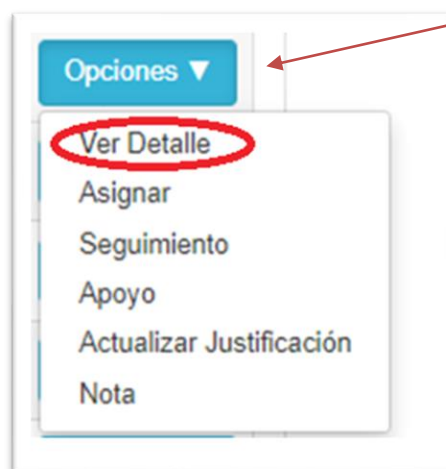 Opciones ▼
Ver Detalle
Asignar
Seguimiento
Apoyo
Actualizar Justificación
Nota